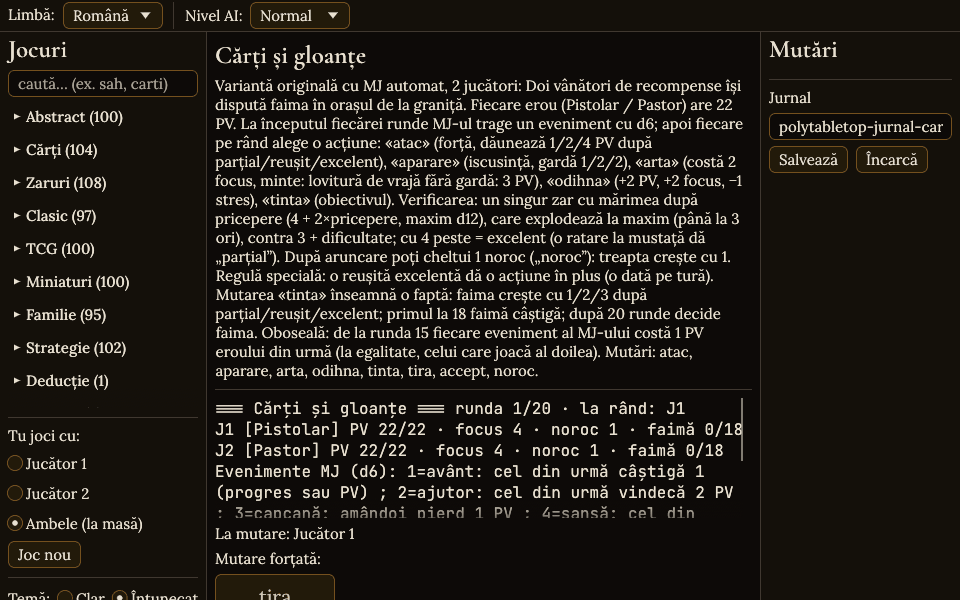 Limbă: Română ▼ Nivel AI: Normal ▼
Jocuri
caută... (ex. sah, carti)
▸ Abstract (100)
▸ Cărți (104)
▸ Zaruri (108)
▸ Clasic (97)
▸ TCG (100)
▸ Miniaturi (100)
▸ Familie (95)
▸ Strategie (102)
▸ Deducție (1)
Tu joci cu:
Jucător 1
Jucător 2
Ambele (la masă)
Joc nou
Temă: Clar Întunecat
Cărți și gloanțe
Variantă originală cu MJ automat, 2 jucători: Doi vânători de recompense își
dispută faima în orașul de la graniță. Fiecare erou (Pistolar / Pastor) are 22
PV. La începutul fiecărei runde MJ-ul trage un eveniment cu d6; apoi fiecare
pe rând alege o acțiune: «atac» (forță, dăunează 1/2/4 PV după
parțial/reușit/excelent), «aparare» (iscusință, gardă 1/2/2), «arta» (costă 2
focus, minte: lovitură de vrajă fără gardă: 3 PV), «odihna» (+2 PV, +2 focus, −1
stres), «tinta» (obiectivul). Verificarea: un singur zar cu mărimea după
pricepere (4 + 2×pricepere, maxim d12), care explodează la maxim (până la 3
ori), contra 3 + dificultate; cu 4 peste = excelent (o ratare la mustață dă
„parțial”). După aruncare poți cheltui 1 noroc („noroc”): treapta crește cu 1.
Regulă specială: o reușită excelentă dă o acțiune în plus (o dată pe tură).
Mutarea «tinta» înseamnă o faptă: faima crește cu 1/2/3 după
parțial/reușit/excelent; primul la 18 faimă câștigă; după 20 runde decide
faima. Oboseală: de la runda 15 fiecare eveniment al MJ-ului costă 1 PV
eroului din urmă (la egalitate, celui care joacă al doilea). Mutări: atac,
aparare, arta, odihna, tinta, tira, accept, noroc.
═══ Cărți și gloanțe ═══ runda 1/20 · la rând: J1
J1 [Pistolar] PV 22/22 · focus 4 · noroc 1 · faimă 0/18
J2 [Pastor] PV 22/22 · focus 4 · noroc 1 · faimă 0/18
Evenimente MJ (d6): 1=avânt: cel din urmă câștigă 1
(progres sau PV) ; 2=ajutor: cel din urmă vindecă 2 PV
; 3=capcană: amândoi pierd 1 PV ; 4=șansă: cel din
La mutare: Jucător 1
Mutare forțată:
tira
Mutări
Jurnal
polytabletop-jurnal-car
Salvează Încarcă